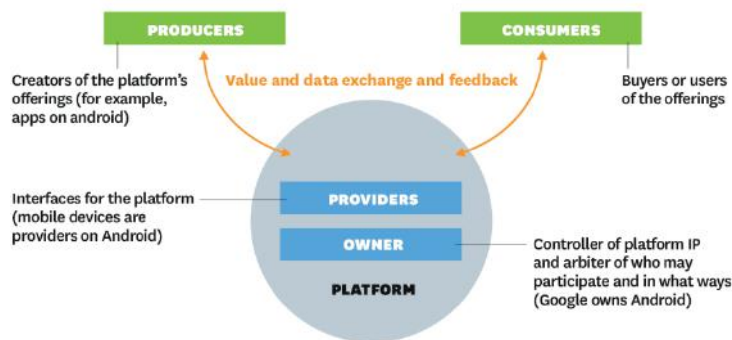 PRODUCERS
CONSUMERS
Creators of the platform's
offerings (for example,
apps on android)
Value and data exchange and feedback
Buyers or users
of the offerings
Interfaces for the platform
(mobile devices are
providers on Android)
PROVIDERS
OWNER
PLATFORM
Controller of platform IP
and arbiter of who may
participate and in what ways
(Google owns Android)